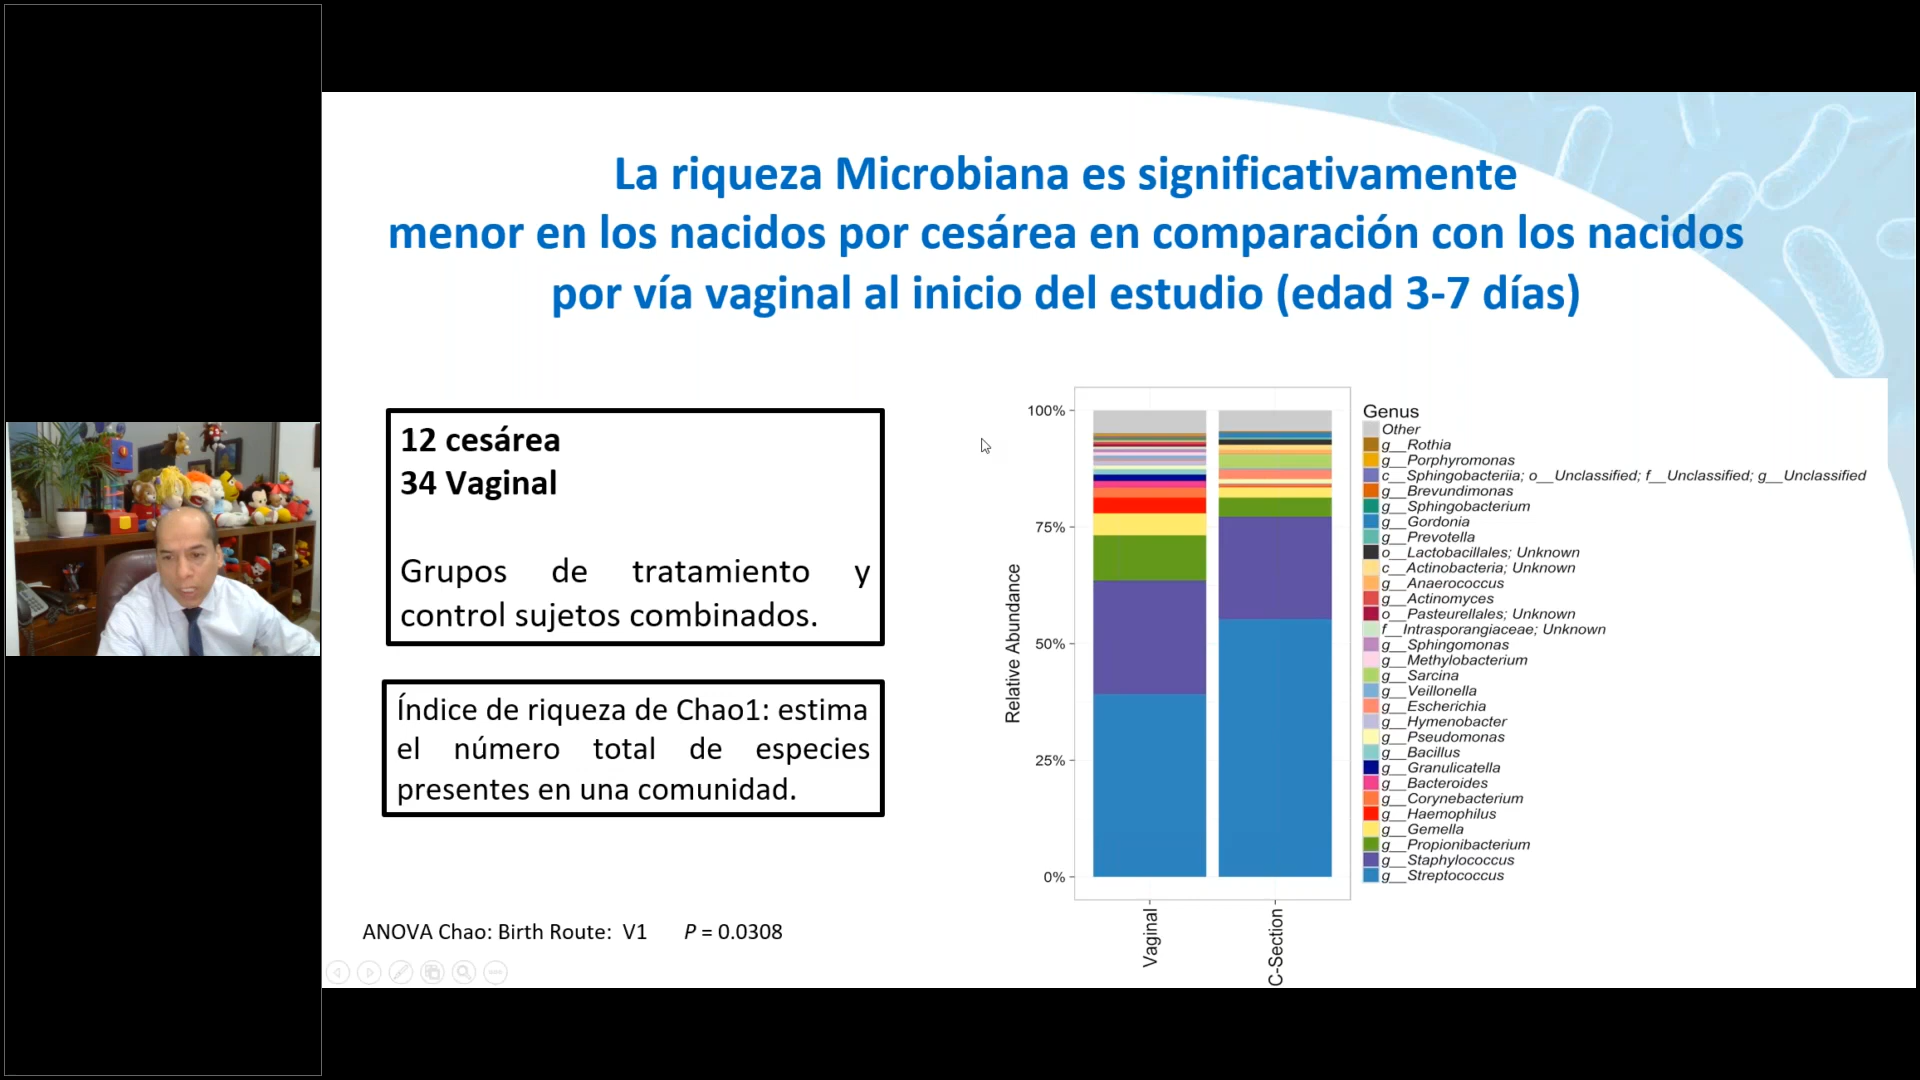 La riqueza Microbiana es significativamente
menor en los nacidos por cesárea en comparación con los nacidos
por vía vaginal al inicio del estudio (edad 3-7 días)
12 cesárea
34 Vaginal
Grupos de tratamiento y
control sujetos combinados.
Índice de riqueza de Chao1: estima
el número total de especies
presentes en una comunidad.
ANOVA Chao: Birth Route: V1 P = 0.0308
Relative Abundance
100%
75%
50%
25%
0%
Vaginal
C-Section
Genus
Other
g__Rothia
g__Porphyromonas
c__Sphingobacteriia; o__Unclassified; f__Unclassified; g__Unclassified
g__Brevundimonas
g__Sphingobacterium
g__Gordonia
g__Prevotella
o__Lactobacillales; Unknown
c__Actinobacteria; Unknown
g__Anaerococcus
g__Actinomyces
o__Pasteurellales; Unknown
f__Intrasporangiaceae; Unknown
g__Sphingomonas
g__Methylobacterium
g__Sarcina
g__Veillonella
g__Escherichia
g__Hymenobacter
g__Pseudomonas
g__Bacillus
g__Granulicatella
g__Bacteroides
g__Corynebacterium
g__Haemophilus
g__Gemella
g__Propionibacterium
g__Staphylococcus
g__Streptococcus